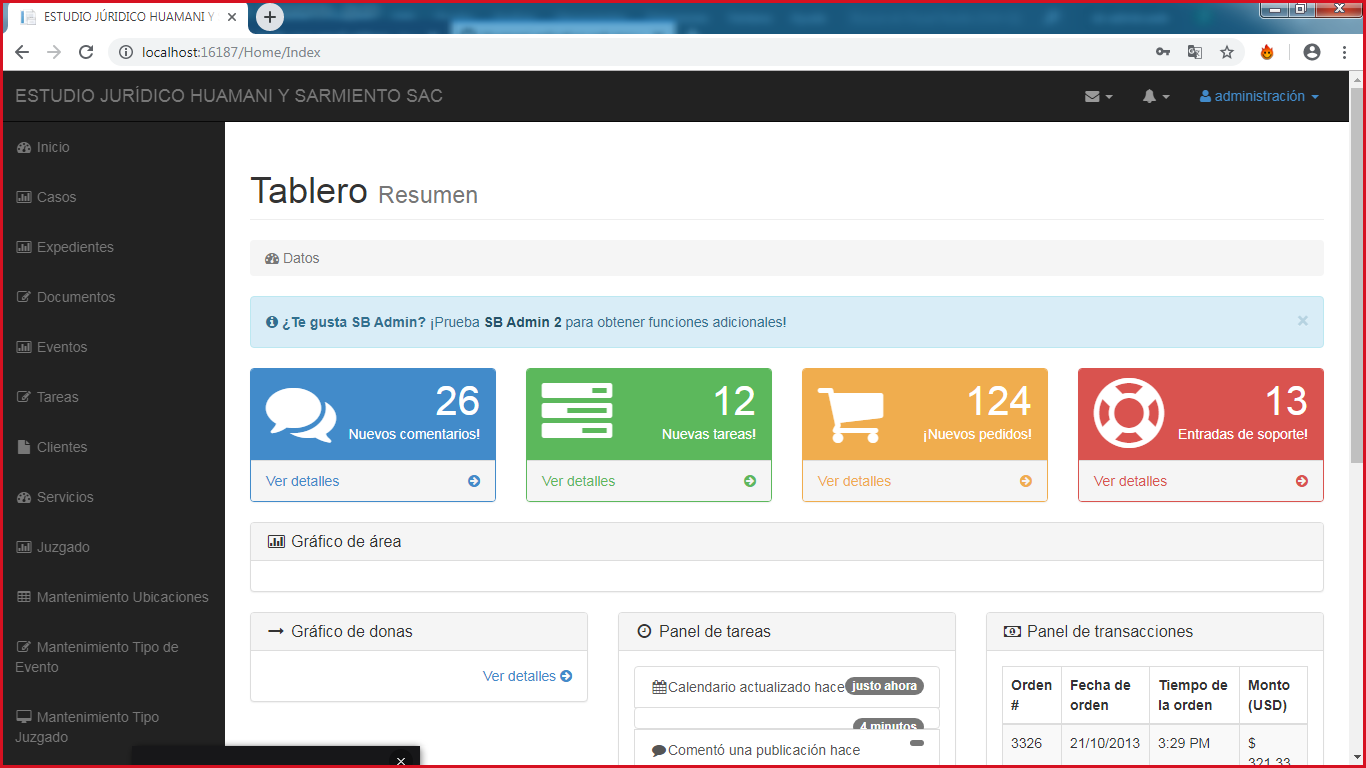 ESTUDIO JÚRIDICO HUAMANI Y
localhost:16187/Home/Index
ESTUDIO JURÍDICO HUAMANI Y SARMIENTO SAC
administración
Inicio
Casos
Expedientes
Documentos
Eventos
Tareas
Clientes
Servicios
Juzgado
Mantenimiento Ubicaciones
Mantenimiento Tipo de
Evento
Mantenimiento Tipo
Juzgado
Tablero Resumen
Datos
¿Te gusta SB Admin? ¡Prueba SB Admin 2 para obtener funciones adicionales!
26
Nuevos comentarios!
Ver detalles
12
Nuevas tareas!
Ver detalles
124
¡Nuevos pedidos!
Ver detalles
13
Entradas de soporte!
Ver detalles
Gráfico de área
Gráfico de donas
Ver detalles
Panel de tareas
Calendario actualizado hace justo ahora
4 minutos
Comentó una publicación hace
Panel de transacciones
Orden # Fecha de orden Tiempo de la orden Monto (USD)
3326 21/10/2013 3:29 PM $ 321.33